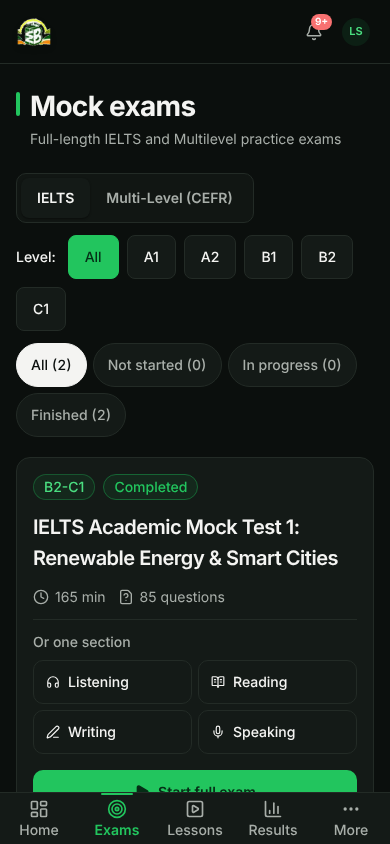 9+
LS
Mock exams
Full-length IELTS and Multilevel practice exams
IELTS
Multi-Level (CEFR)
Level:
All
A1
A2
B1
B2
C1
All (2)
Not started (0)
In progress (0)
Finished (2)
B2-C1
Completed
IELTS Academic Mock Test 1:
Renewable Energy & Smart Cities
165 min
85 questions
Or one section
Listening
Reading
Writing
Speaking
Start full exam
Home
Exams
Lessons
Results
More